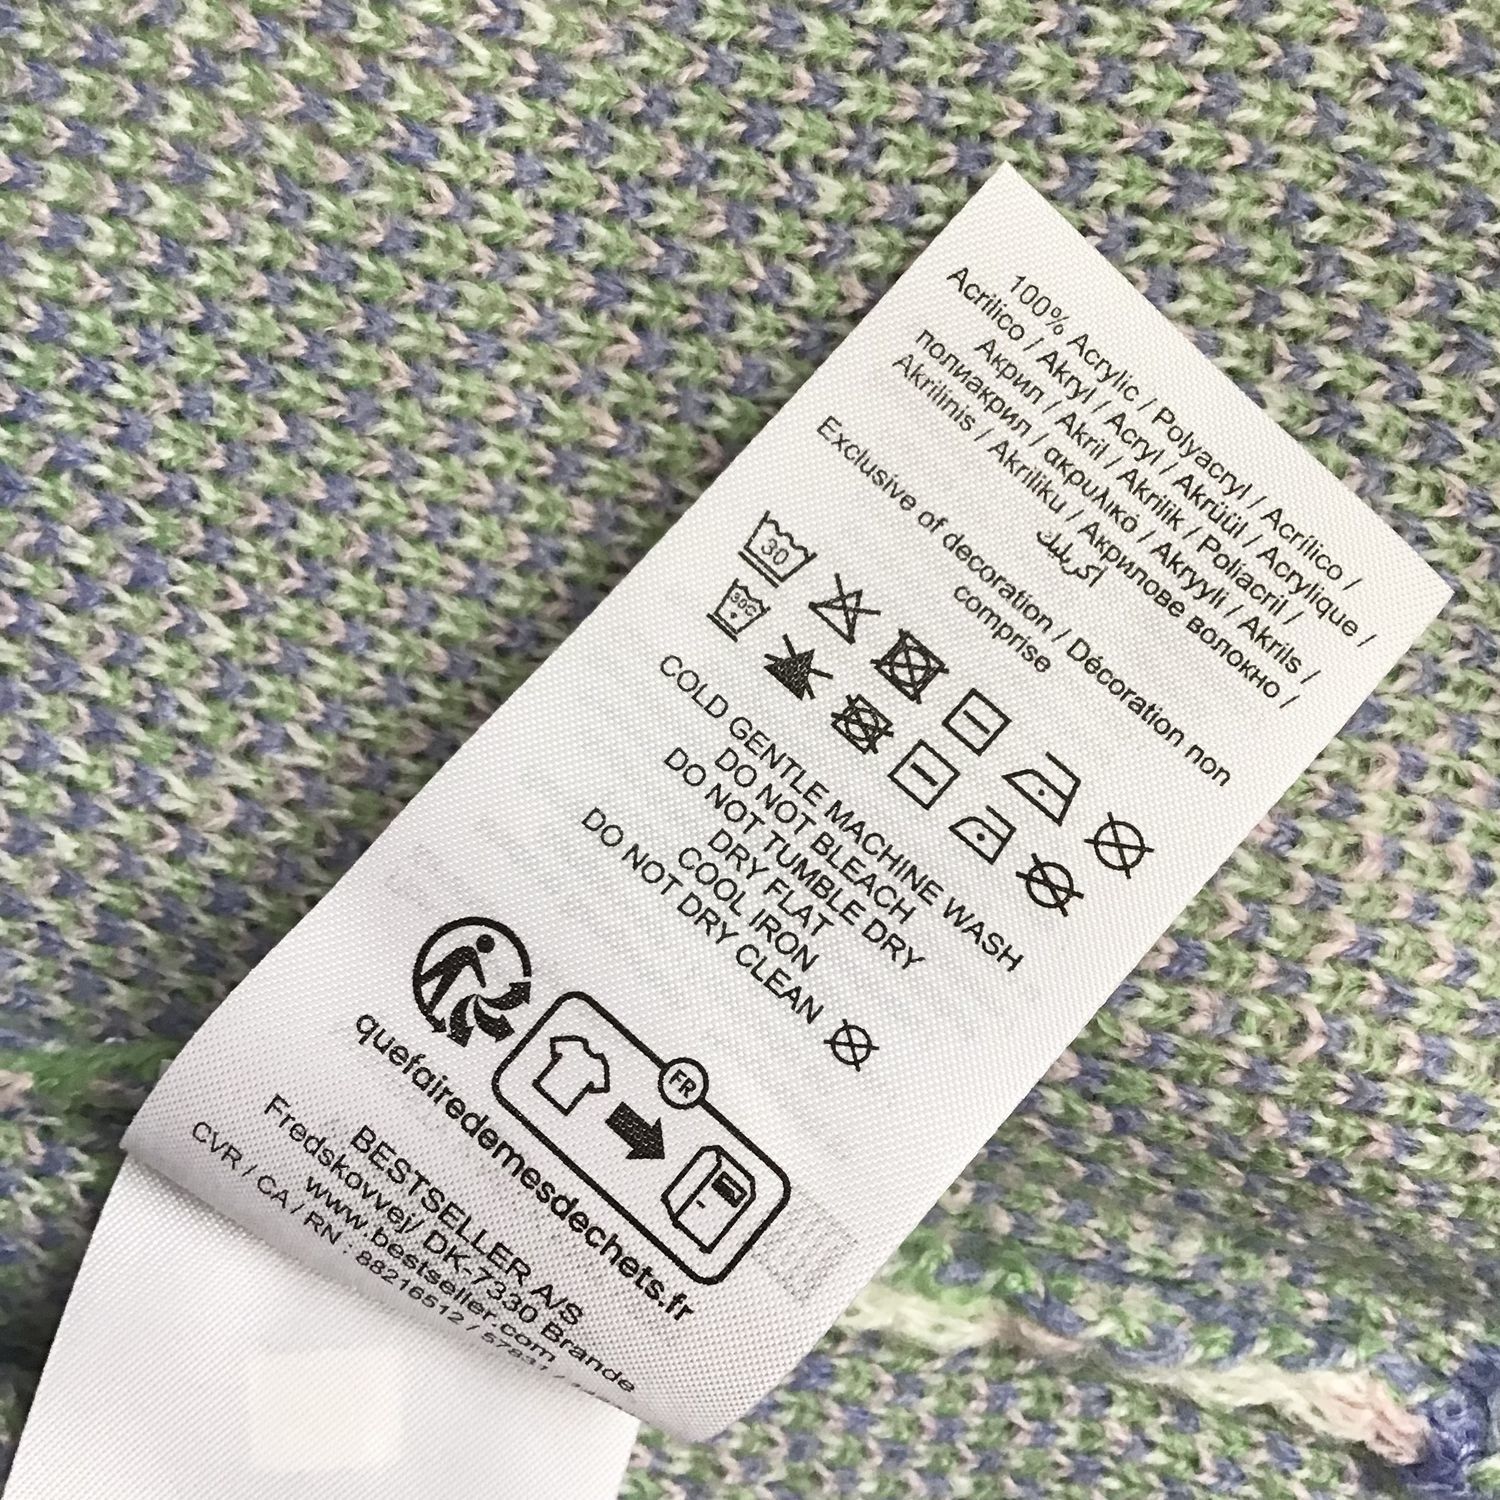 100% Acrylic / Polyacryl / Acrílico /
Acrilico / Akryl / Acryl / Akrüül / Acrylique /
Акрил / Akril / Akrilik / Poliacril /
полиакрил / ακρυλικό / Akryyli / Akrils /
Akrilinis / Akriliku / Акрилове волокно /
اكريليك
Exclusive of decoration / Décoration non
comprise
30
30C
COLD GENTLE MACHINE WASH
DO NOT BLEACH
DO NOT TUMBLE DRY
DRY FLAT
COOL IRON
DO NOT DRY CLEAN
FR
quefairedemesdechets.fr
BESTSELLER A/S
Fredskovvej/ DK-7330 Brande
www.bestseller.com
CVR / CA / RN : 88216512 /